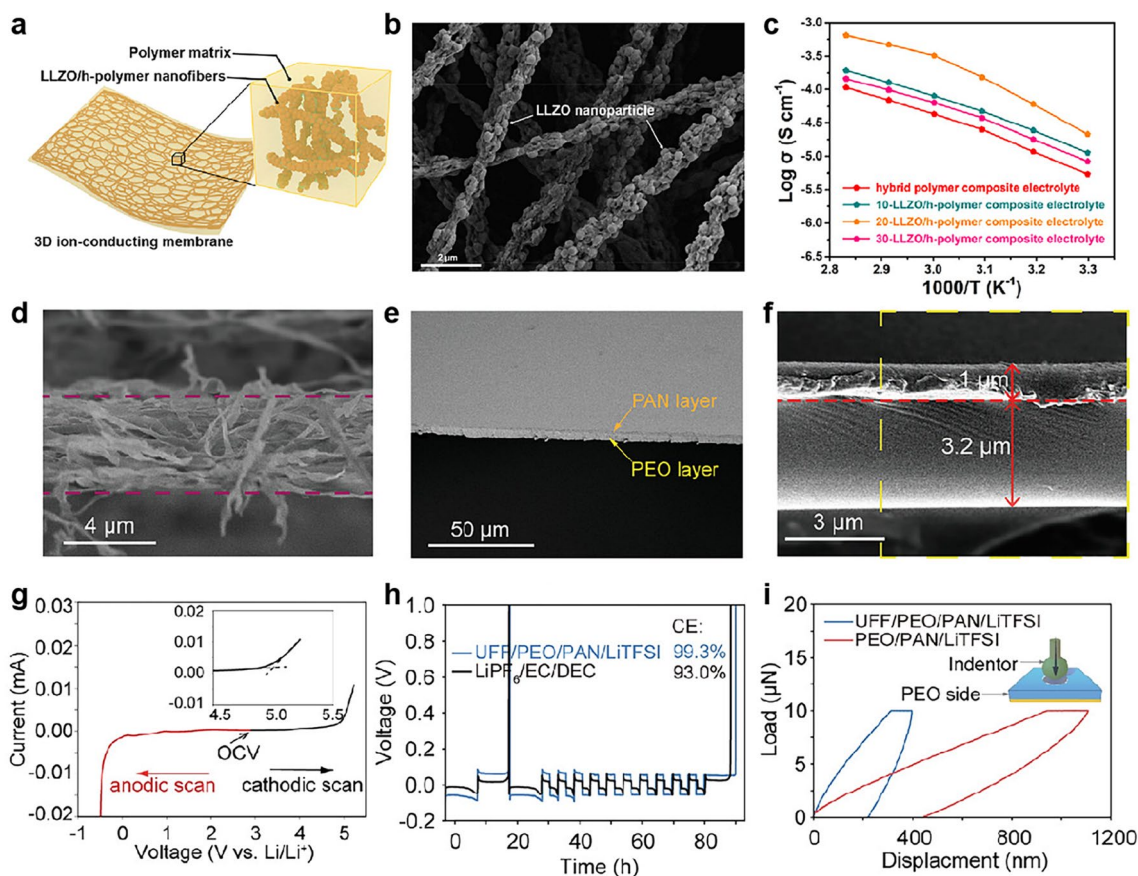 a
Polymer matrix
LLZO/h-polymer nanofibers
3D ion-conducting membrane
b
LLZO nanoparticle
2 μm
c
Log σ (S cm⁻¹)
-3.0
-3.5
-4.0
-4.5
-5.0
-5.5
-6.0
-6.5
hybrid polymer composite electrolyte
10-LLZO/h-polymer composite electrolyte
20-LLZO/h-polymer composite electrolyte
30-LLZO/h-polymer composite electrolyte
2.8 2.9 3.0 3.1 3.2 3.3
1000/T (K⁻¹)
d
4 μm
e
PAN layer
PEO layer
50 μm
f
1 μm
3.2 μm
3 μm
g
Current (mA)
0.03
0.02
0.01
0.00
-0.01
0.02
0.02
0.01
0.00
-0.01
4.5 5.0 5.5
OCV
anodic scan
cathodic scan
-1 0 1 2 3 4 5
Voltage (V vs. Li/Li⁺)
h
Voltage (V)
1.0
0.8
0.6
0.4
0.2
0.0
-0.2
CE:
UFF/PEO/PAN/LiTFSI 99.3%
LiPF₆/EC/DEC 93.0%
0 20 40 60 80
Time (h)
i
Load (μN)
20
15
10
5
0
UFF/PEO/PAN/LiTFSI
PEO/PAN/LiTFSI
Indentor
PEO side
0 400 800 1200
Displacment (nm)